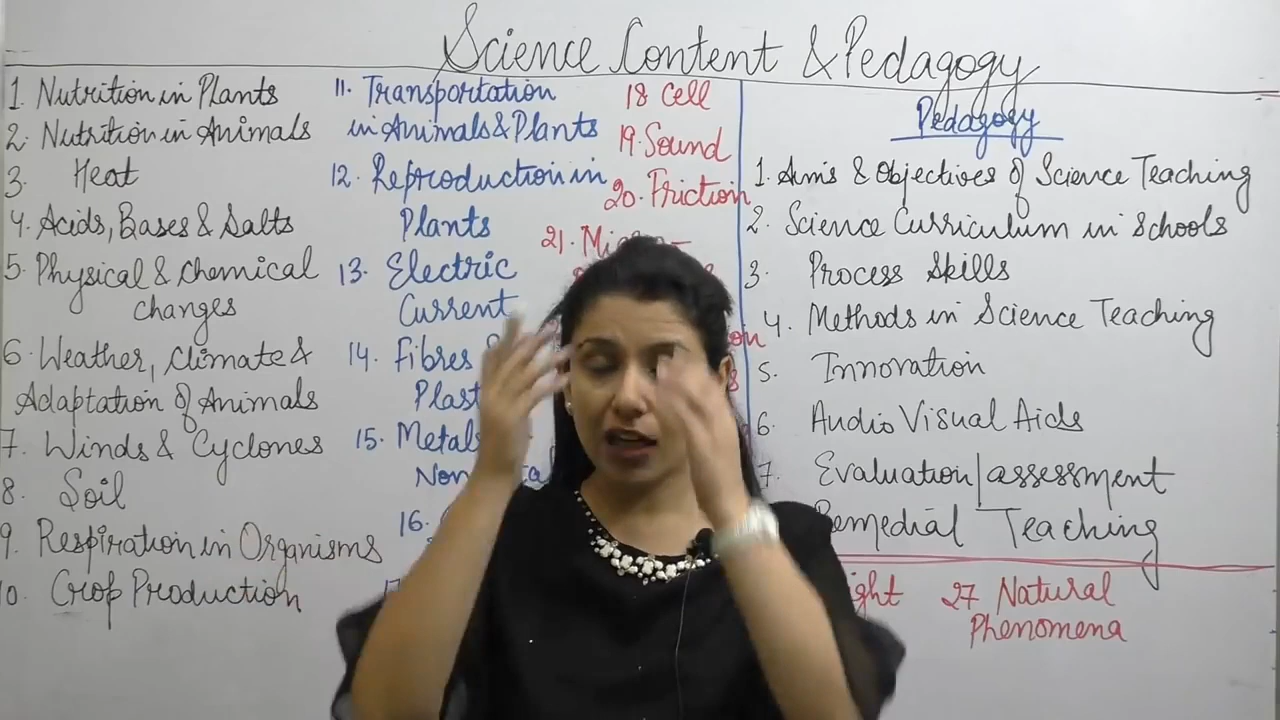 Science Content & Pedagogy
1. Nutrition in Plants
2. Nutrition in Animals
3. Heat
4. Acids, Bases & Salts
5. Physical & Chemical
changes
6. Weather, Climate &
Adaptation of Animals
7. Winds & Cyclones
8. Soil
9. Respiration in Organisms
10. Crop Production
11. Transportation
in Animals & Plants
12. Reproduction in
Plants
13. Electric
Current
14. Fibres
15. Metals
16.
18 Cell
19. Sound
20. Friction
21.
Pedagogy
1. Aims & Objectives of Science Teaching
2. Science Curriculum in Schools
3. Process Skills
4. Methods in Science Teaching
5. Innovation
6. Audio Visual Aids
7. Evaluation/assessment
Remedial Teaching
27 Natural
Phenomena